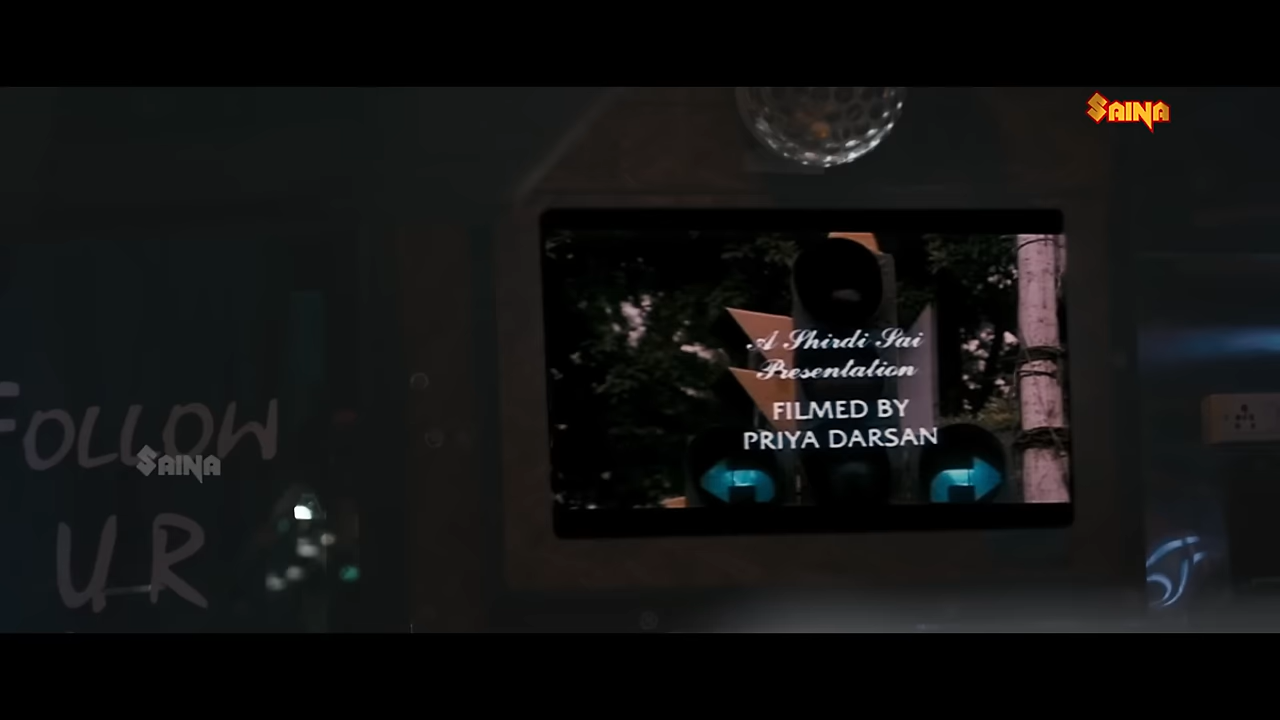 SAINA
A Shirdi Sai
Presentation
FILMED BY
PRIYA DARSAN
FOLLOW
SAINA
U R